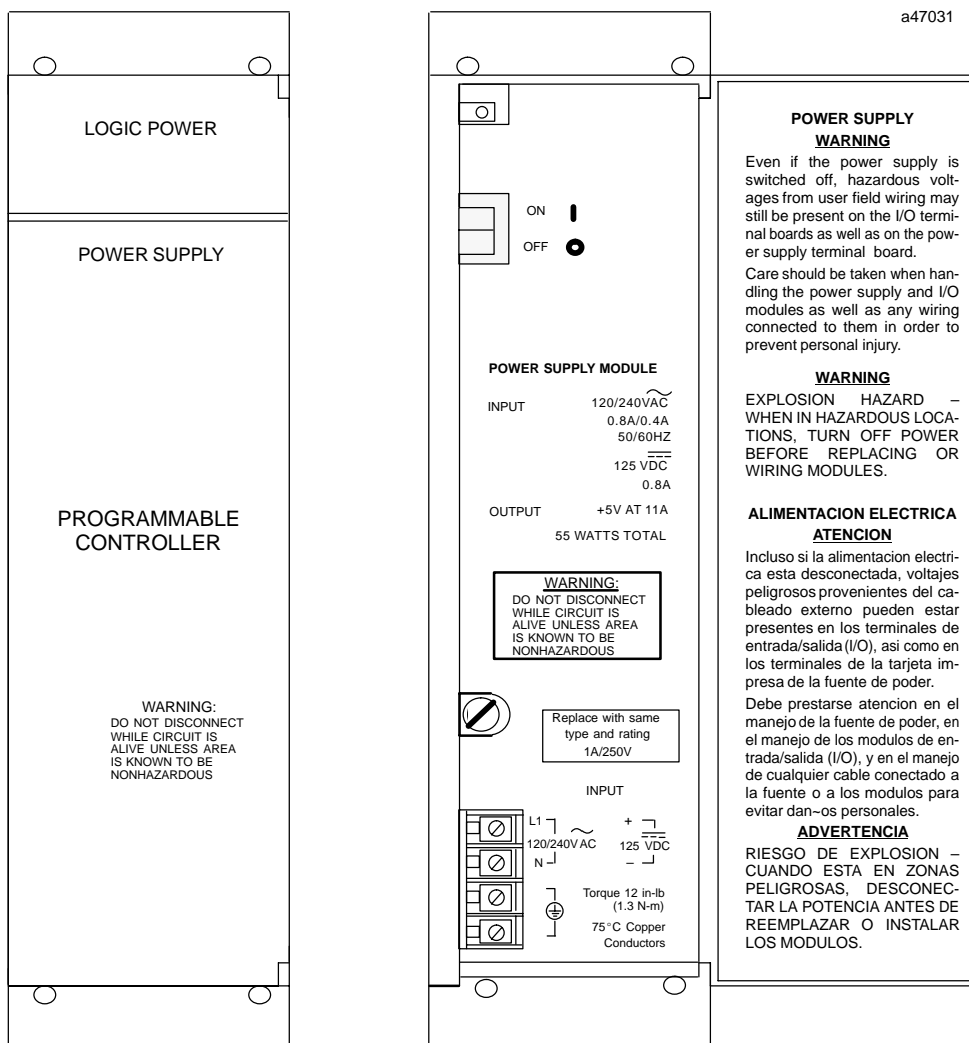 a47031
LOGIC POWER
POWER SUPPLY
PROGRAMMABLE
CONTROLLER
WARNING:
DO NOT DISCONNECT
WHILE CIRCUIT IS
ALIVE UNLESS AREA
IS KNOWN TO BE
NONHAZARDOUS
ON
OFF
POWER SUPPLY MODULE
INPUT 120/240VAC
0.8A/0.4A
50/60HZ
125 VDC
0.8A
OUTPUT +5V AT 11A
55 WATTS TOTAL
WARNING:
DO NOT DISCONNECT
WHILE CIRCUIT IS
ALIVE UNLESS AREA
IS KNOWN TO BE
NONHAZARDOUS
Replace with same
type and rating
1A/250V
INPUT
L1 +
120/240V AC 125 VDC
N –
Torque 12 in-lb
(1.3 N-m)
75°C Copper
Conductors
POWER SUPPLY
WARNING
Even if the power supply is
switched off, hazardous volt-
ages from user field wiring may
still be present on the I/O termi-
nal boards as well as on the pow-
er supply terminal board.
Care should be taken when han-
dling the power supply and I/O
modules as well as any wiring
connected to them in order to
prevent personal injury.
WARNING
EXPLOSION HAZARD –
WHEN IN HAZARDOUS LOCA-
TIONS, TURN OFF POWER
BEFORE REPLACING OR
WIRING MODULES.
ALIMENTACION ELECTRICA
ATENCION
Incluso si la alimentacion electri-
ca esta desconectada, voltajes
peligrosos provenientes del ca-
bleado externo pueden estar
presentes en los terminales de
entrada/salida (I/O), asi como en
los terminales de la tarjeta im-
presa de la fuente de poder.
Debe prestarse atencion en el
manejo de la fuente de poder, en
el manejo de los modulos de en-
trada/salida (I/O), y en el manejo
de cualquier cable conectado a
la fuente o a los modulos para
evitar dan~os personales.
ADVERTENCIA
RIESGO DE EXPLOSION –
CUANDO ESTA EN ZONAS
PELIGROSAS, DESCONEC-
TAR LA POTENCIA ANTES DE
REEMPLAZAR O INSTALAR
LOS MODULOS.